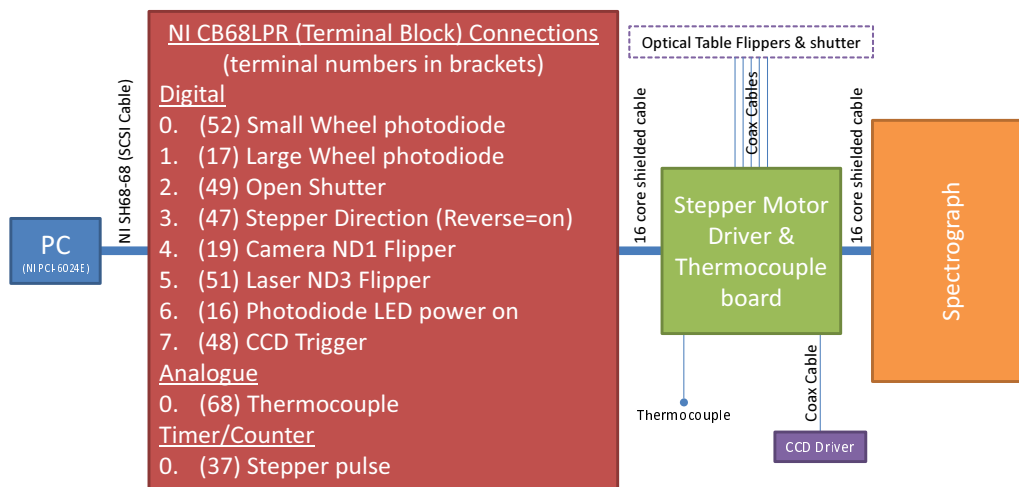 NI CB68LPR (Terminal Block) Connections
(terminal numbers in brackets)
Digital
0. (52) Small Wheel photodiode
1. (17) Large Wheel photodiode
2. (49) Open Shutter
3. (47) Stepper Direction (Reverse=on)
4. (19) Camera ND1 Flipper
5. (51) Laser ND3 Flipper
6. (16) Photodiode LED power on
7. (48) CCD Trigger
Analogue
0. (68) Thermocouple
Timer/Counter
0. (37) Stepper pulse
PC
(NI PCI-6024E)
NI SH68-68 (SCSI Cable)
16 core shielded cable
Optical Table Flippers & shutter
Coax Cables
Stepper Motor
Driver &
Thermocouple
board
16 core shielded cable
Spectrograph
Thermocouple
Coax Cable
CCD Driver